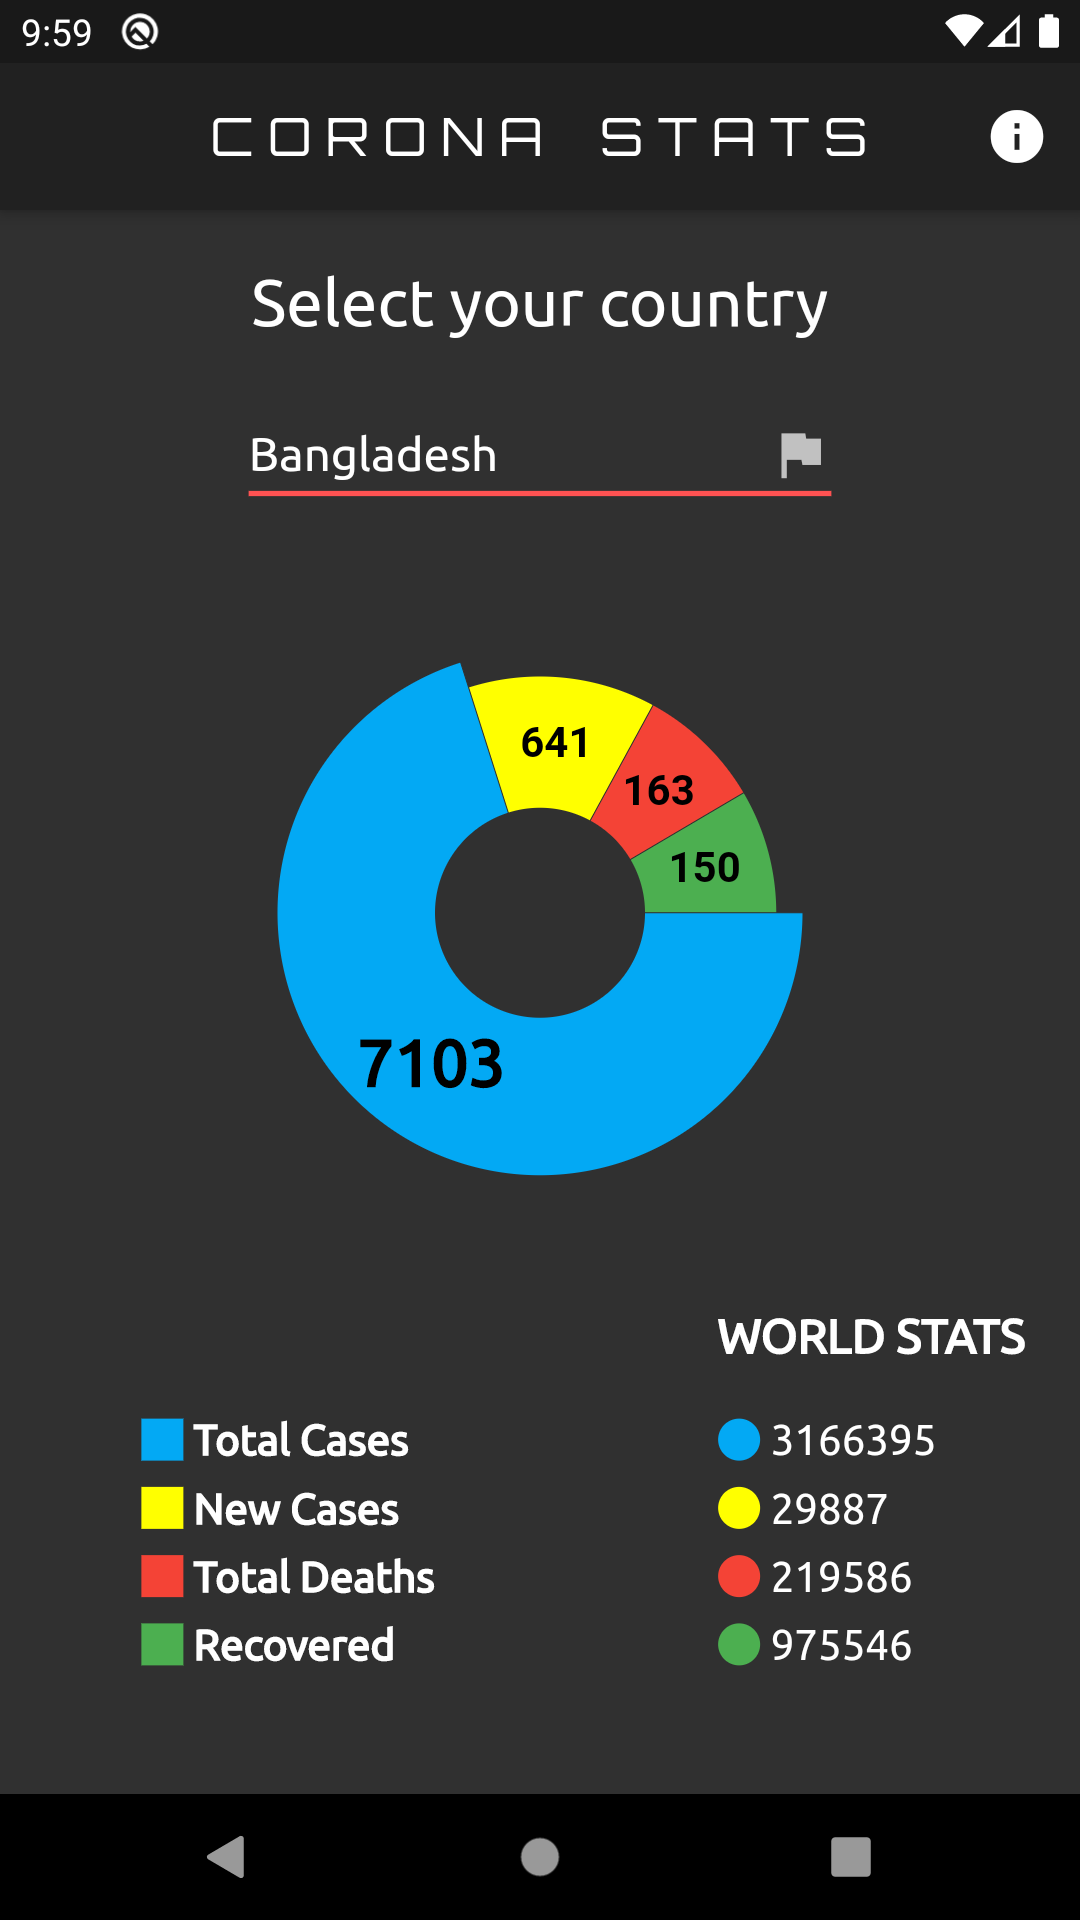 9:59
CORONA STATS
Select your country
Bangladesh
641
163
150
7103
WORLD STATS
Total Cases 3166395
New Cases 29887
Total Deaths 219586
Recovered 975546